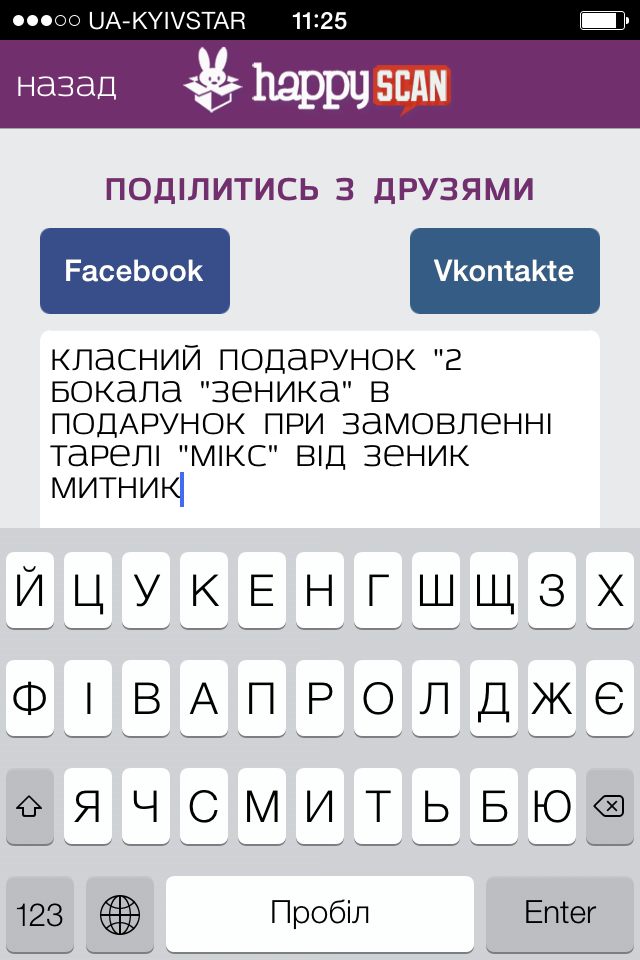 UA-KYIVSTAR 11:25
назад happy SCAN
ПОДІЛИТИСЬ З ДРУЗЯМИ
Facebook Vkontakte
класний подарунок "2
бокала "зеника" в
подарунок при замовленні
тарелі "мікс" від зеник
митник
Й Ц У К Е Н Г Ш Щ З Х
Ф І В А П Р О Л Д Ж Є
Я Ч С М И Т Ь Б Ю
123 Пробіл Enter